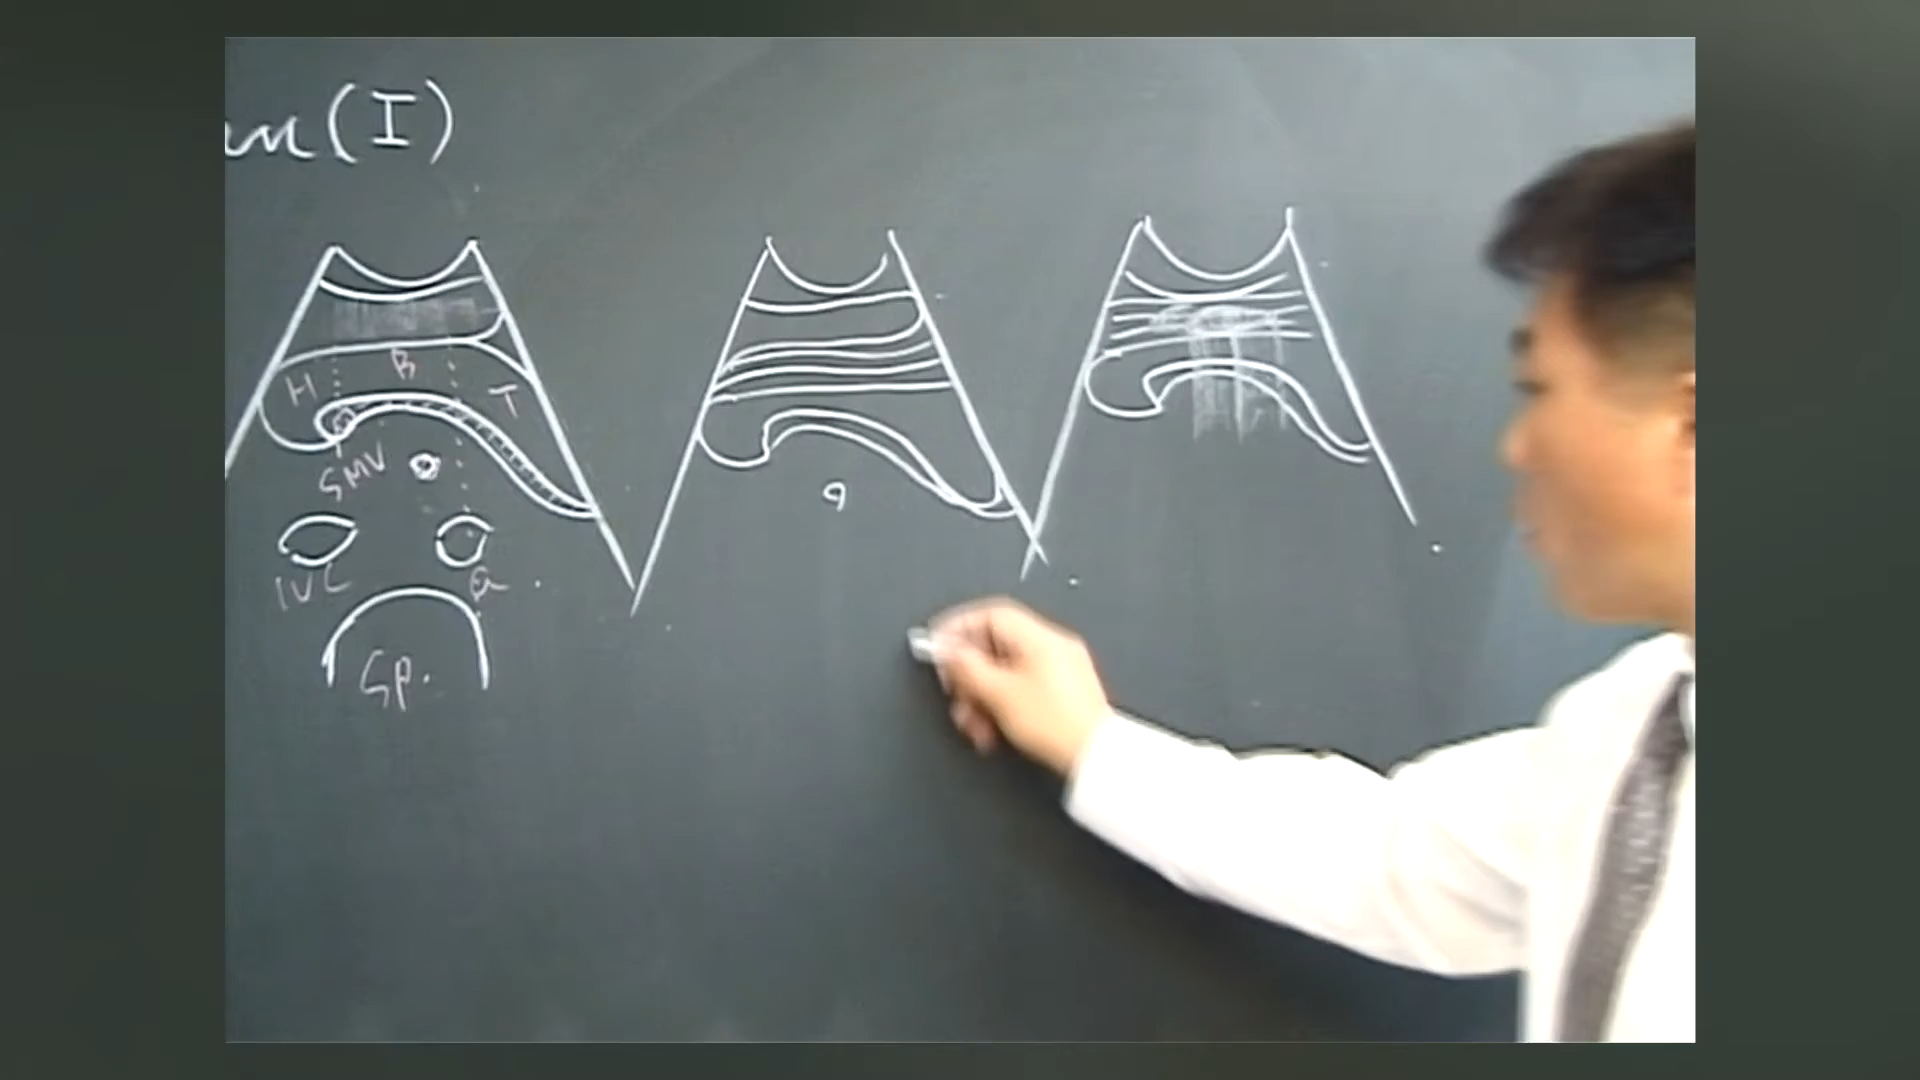 (I)
H B T
SMV
IVC a
Sp.